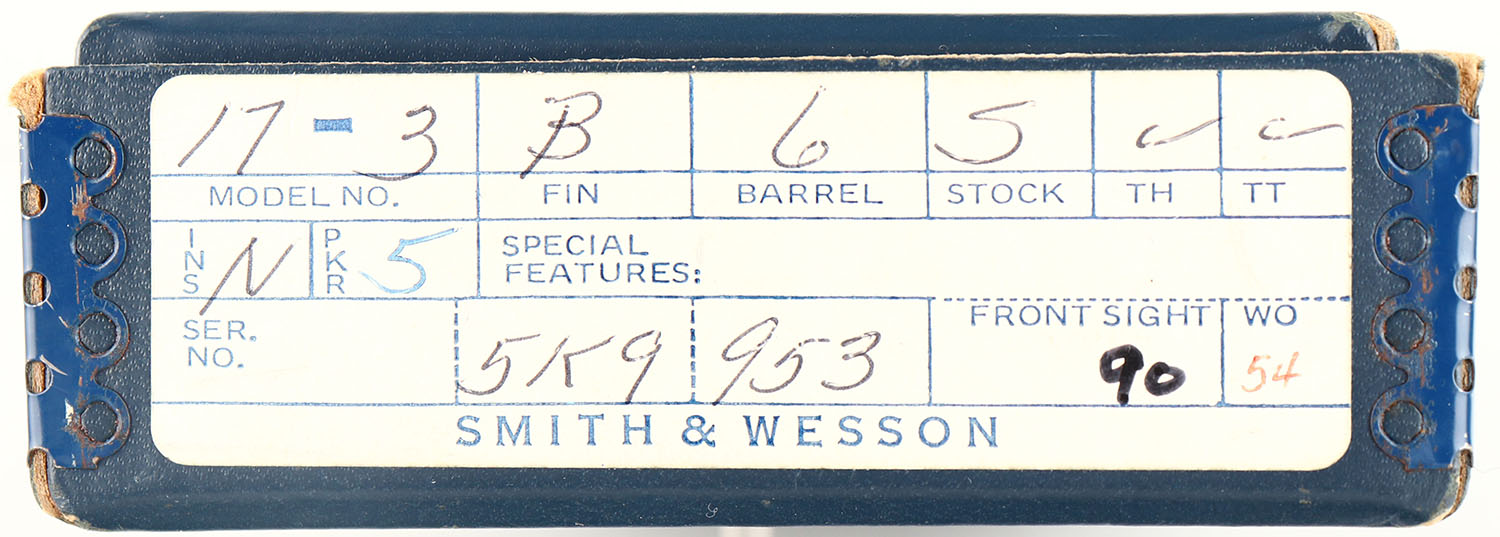 17 - 3 B 6 S ✓ ✓
MODEL NO. FIN BARREL STOCK TH TT
INS N PKR 5 SPECIAL
FEATURES:
SER.
NO. 5K9 953 FRONT SIGHT 90 WO 54
SMITH & WESSON